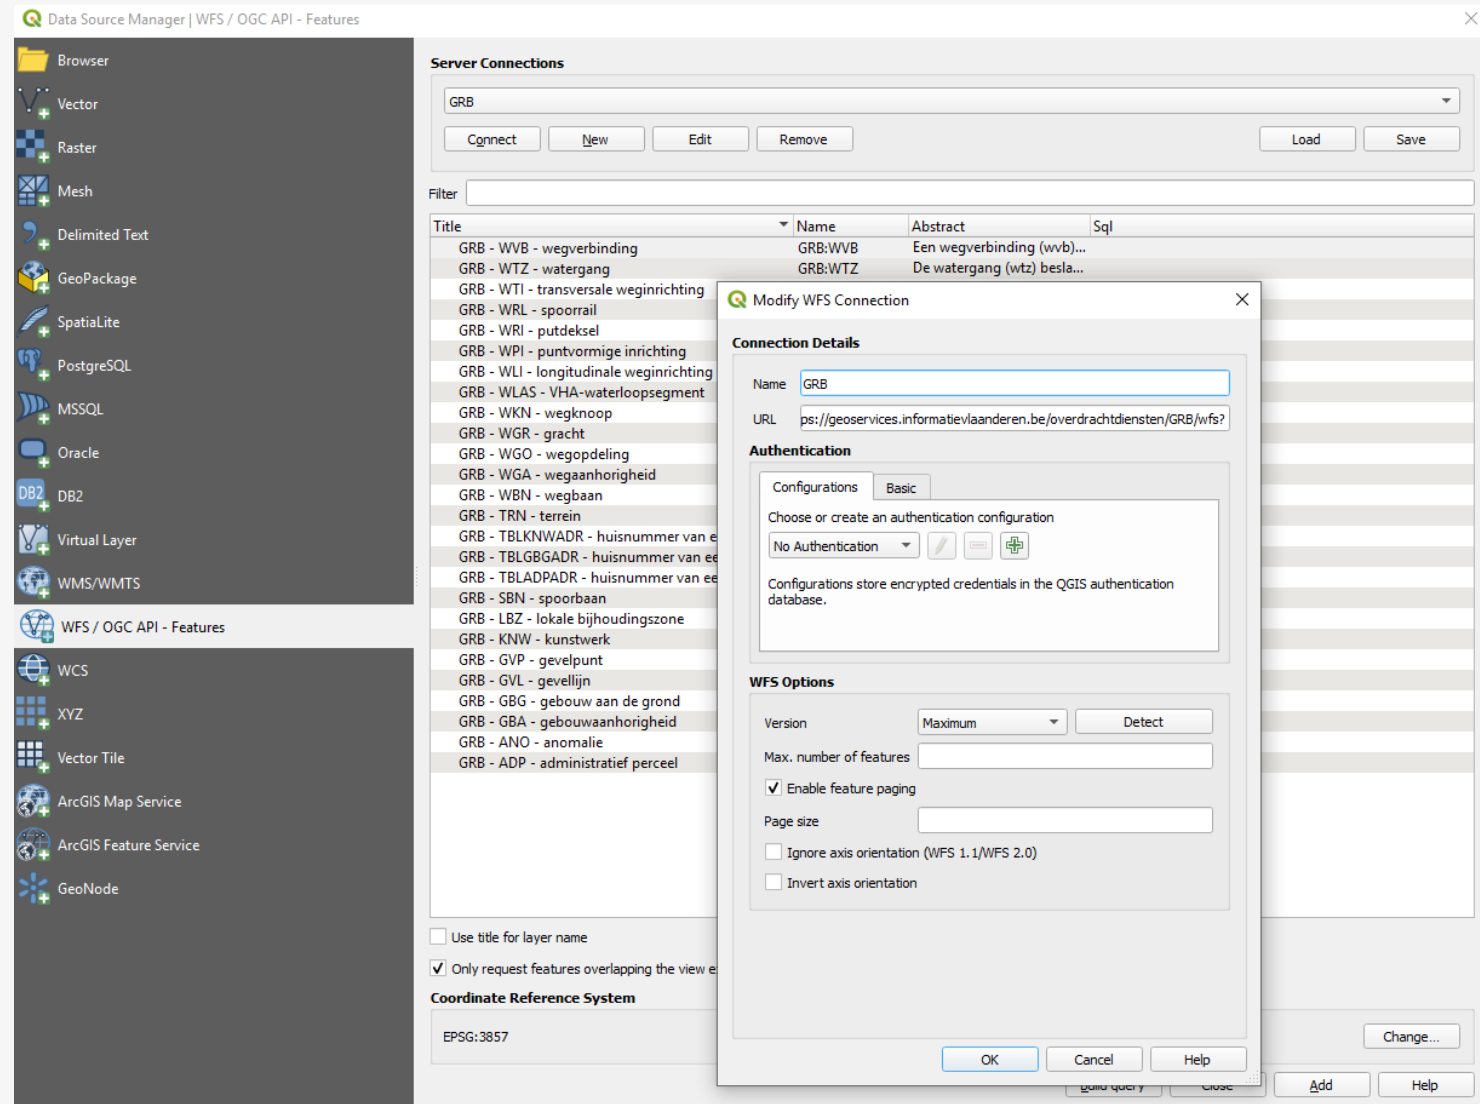 Data Source Manager | WFS / OGC API - Features
Browser
Vector
Raster
Mesh
Delimited Text
GeoPackage
SpatiaLite
PostgreSQL
MSSQL
Oracle
DB2
DB2
Virtual Layer
WMS/WMTS
WFS / OGC API - Features
WCS
XYZ
Vector Tile
ArcGIS Map Service
ArcGIS Feature Service
GeoNode
Server Connections
GRB
Connect New Edit Remove Load Save
Filter
Title Name Abstract Sql
GRB - WVB - wegverbinding GRB:WVB Een wegverbinding (wvb)...
GRB - WTZ - watergang GRB:WTZ De watergang (wtz) besla...
GRB - WTI - transversale weginrichting
GRB - WRL - spoorrail
GRB - WRI - putdeksel
GRB - WPI - puntvormige inrichting
GRB - WLI - longitudinale weginrichting
GRB - WLAS - VHA-waterloopsegment
GRB - WKN - wegknoop
GRB - WGR - gracht
GRB - WGO - wegopdeling
GRB - WGA - wegaanhorigheid
GRB - WBN - wegbaan
GRB - TRN - terrein
GRB - TBLKNWADR - huisnummer van e
GRB - TBLGBGADR - huisnummer van ee
GRB - TBLADPADR - huisnummer van ee
GRB - SBN - spoorbaan
GRB - LBZ - lokale bijhoudingszone
GRB - KNW - kunstwerk
GRB - GVP - gevelpunt
GRB - GVL - gevellijn
GRB - GBG - gebouw aan de grond
GRB - GBA - gebouwaanhorigheid
GRB - ANO - anomalie
GRB - ADP - administratief perceel
Use title for layer name
Only request features overlapping the view e
Coordinate Reference System
EPSG:3857
Change...
Build query Close Add Help
Modify WFS Connection
Connection Details
Name GRB
URL ps://geoservices.informatievlaanderen.be/overdrachtdiensten/GRB/wfs?
Authentication
Configurations Basic
Choose or create an authentication configuration
No Authentication
Configurations store encrypted credentials in the QGIS authentication
database.
WFS Options
Version Maximum Detect
Max. number of features
Enable feature paging
Page size
Ignore axis orientation (WFS 1.1/WFS 2.0)
Invert axis orientation
OK Cancel Help